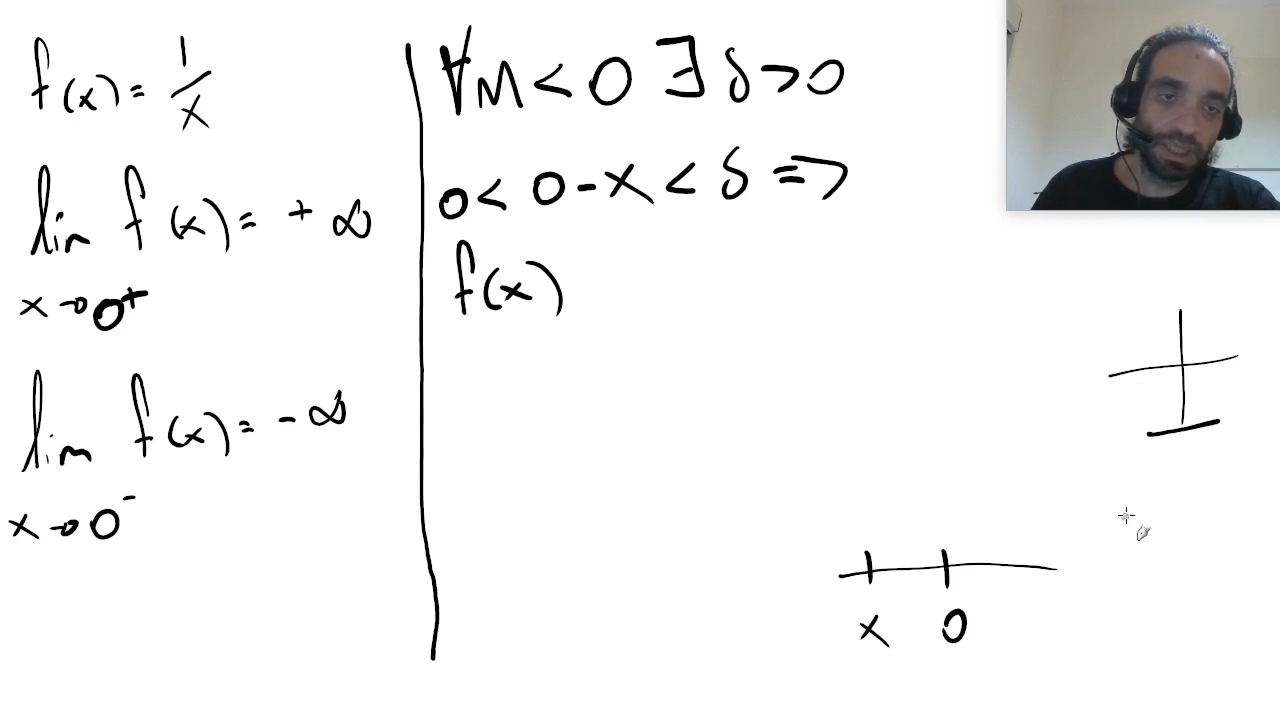 f(x) = 1/x
lim f(x) = + ∞
x → 0⁺
lim f(x) = - ∞
x → 0⁻
∀M < 0 ∃ δ > 0
0 < 0 - x < δ ⇒
f(x)
x 0